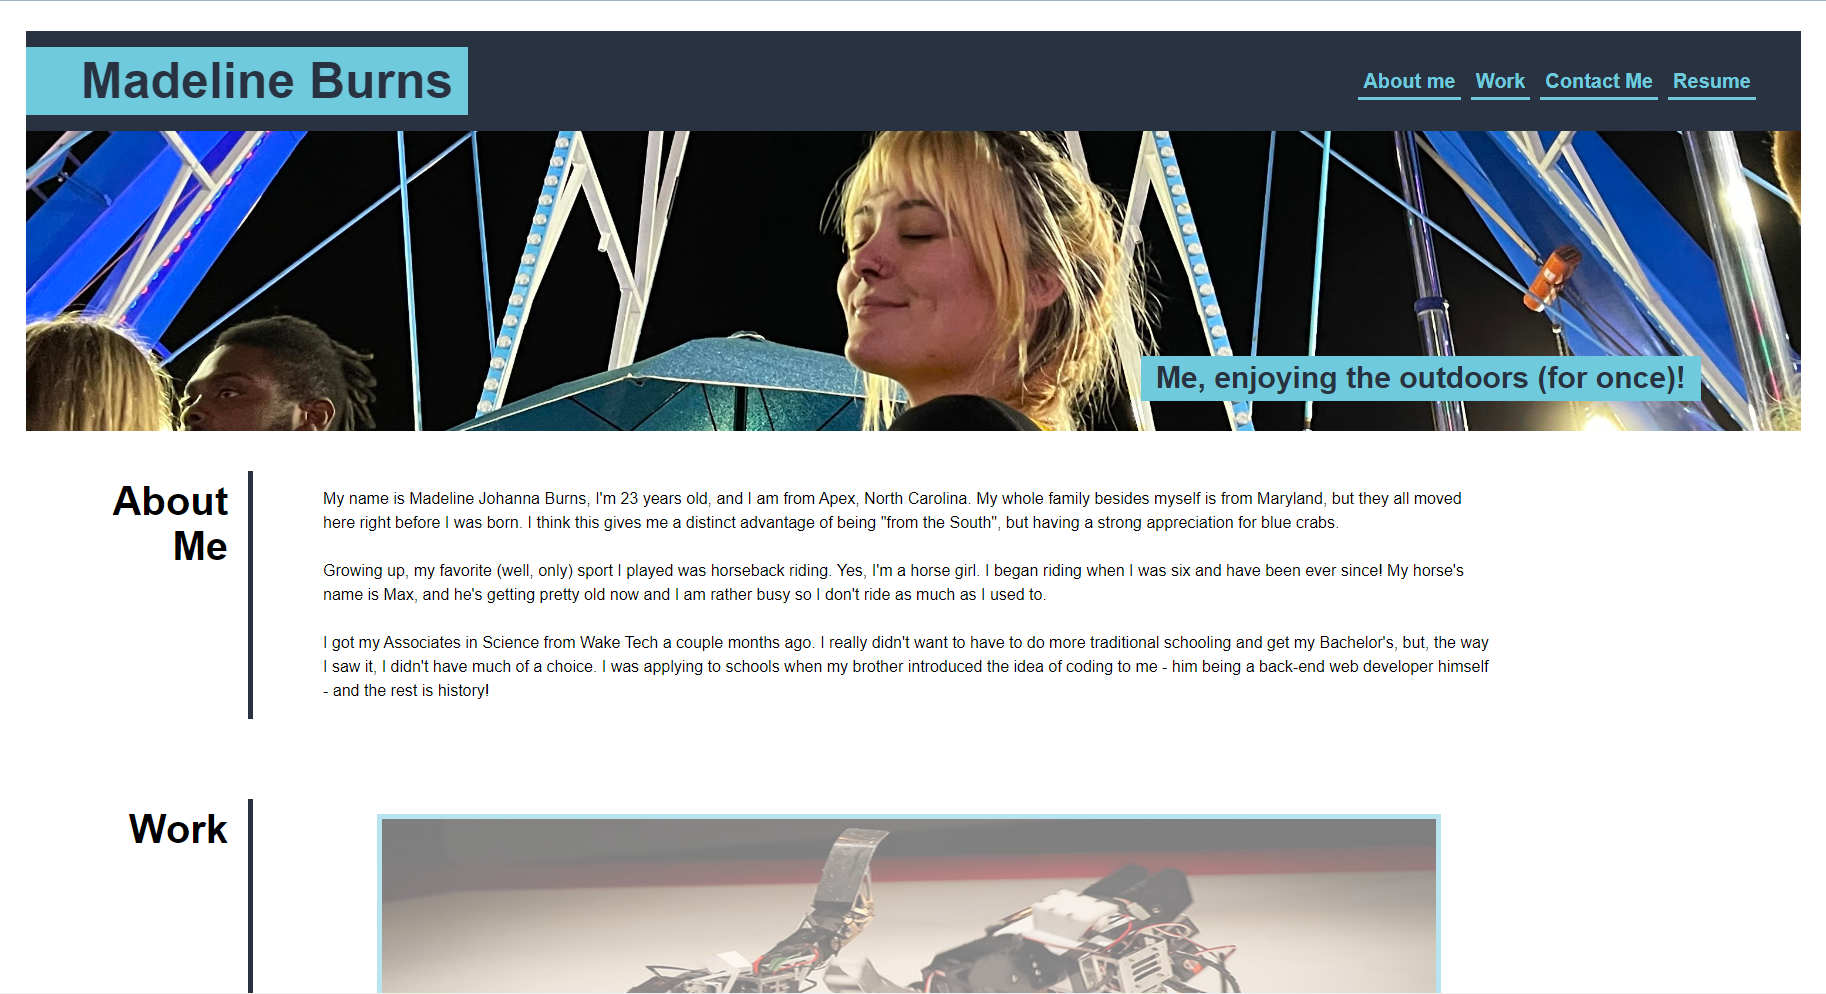 Madeline Burns
About me Work Contact Me Resume
Me, enjoying the outdoors (for once)!
About
Me
My name is Madeline Johanna Burns, I'm 23 years old, and I am from Apex, North Carolina. My whole family besides myself is from Maryland, but they all moved
here right before I was born. I think this gives me a distinct advantage of being "from the South", but having a strong appreciation for blue crabs.
Growing up, my favorite (well, only) sport I played was horseback riding. Yes, I'm a horse girl. I began riding when I was six and have been ever since! My horse's
name is Max, and he's getting pretty old now and I am rather busy so I don't ride as much as I used to.
I got my Associates in Science from Wake Tech a couple months ago. I really didn't want to have to do more traditional schooling and get my Bachelor's, but, the way
I saw it, I didn't have much of a choice. I was applying to schools when my brother introduced the idea of coding to me - him being a back-end web developer himself
- and the rest is history!
Work